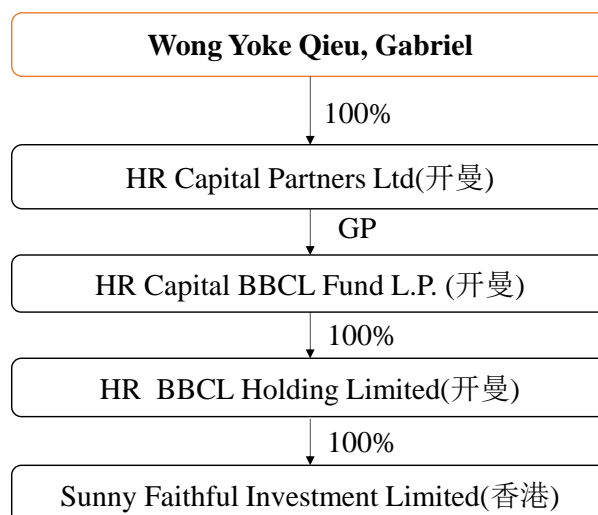 Wong Yoke Qieu, Gabriel
100%
HR Capital Partners Ltd(开曼)
GP
HR Capital BBCL Fund L.P. (开曼)
100%
HR  BBCL Holding Limited(开曼)
100%
Sunny Faithful Investment Limited(香港)